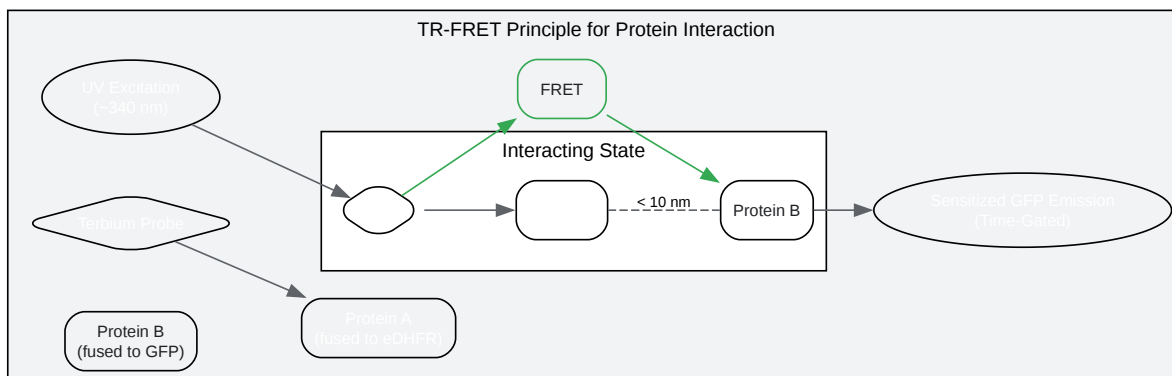 TR-FRET Principle for Protein Interaction
UV Excitation
(~340 nm)
FRET
Interacting State
Terbium Probe
< 10 nm
Protein B
Sensitized GFP Emission
(Time-Gated)
Protein B
(fused to GFP)
Protein A
(fused to eDHFR)